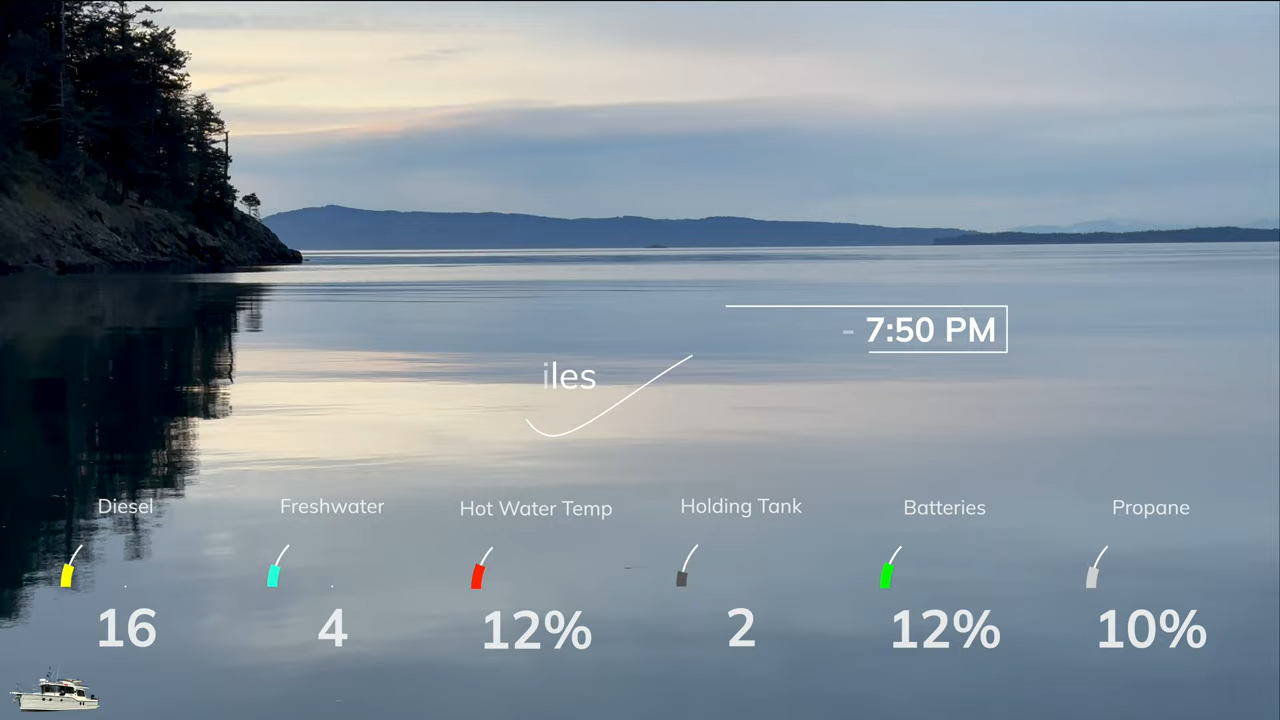 - 7:50 PM
iles
Diesel Freshwater Hot Water Temp Holding Tank Batteries Propane
16 4 12% 2 12% 10%